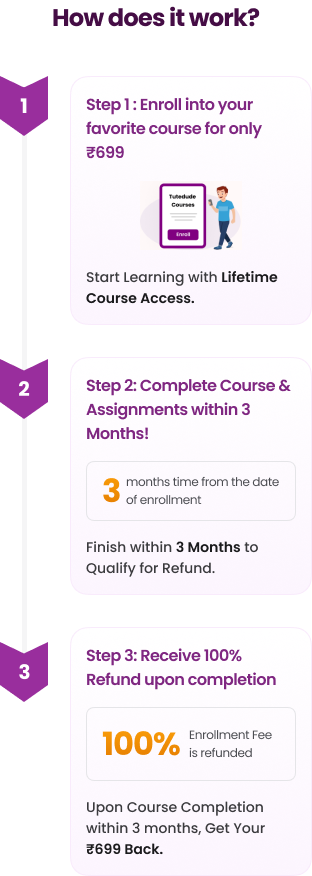 How does it work?
1
Step 1 : Enroll into your
favorite course for only
₹699
Tutedude
Courses
Enroll
Start Learning with Lifetime
Course Access.
2
Step 2: Complete Course &
Assignments within 3
Months!
3 months time from the date
of enrollment
Finish within 3 Months to
Qualify for Refund.
3
Step 3: Receive 100%
Refund upon completion
100% Enrollment Fee
is refunded
Upon Course Completion
within 3 months, Get Your
₹699 Back.